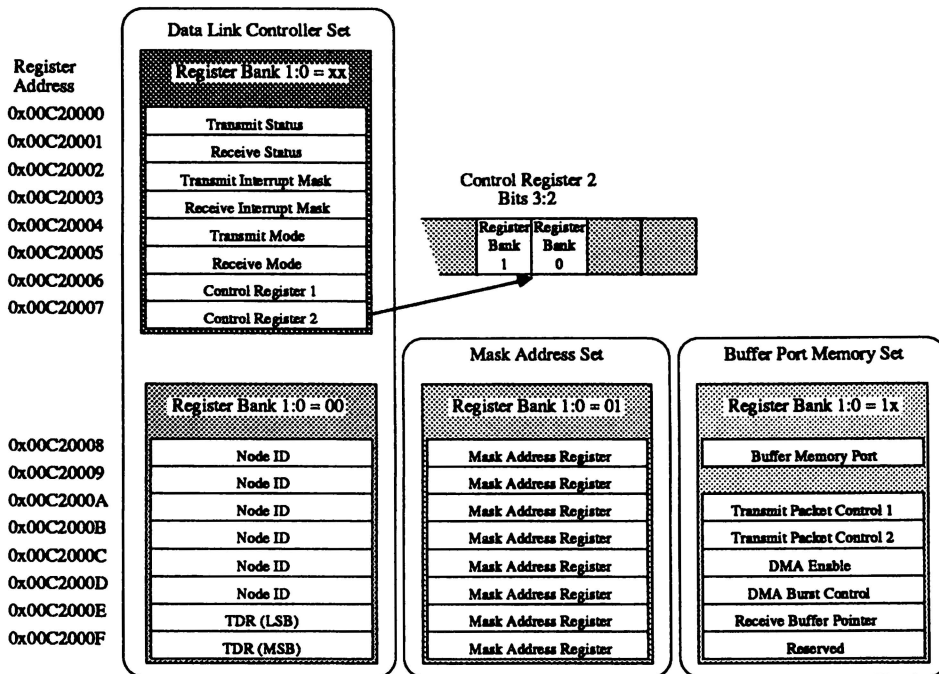 Data Link Controller Set
Register
Address
Register Bank 1:0 = xx
0x00C20000
Transmit Status
0x00C20001
Receive Status
0x00C20002
Transmit Interrupt Mask
0x00C20003
Receive Interrupt Mask
0x00C20004
Transmit Mode
0x00C20005
Receive Mode
0x00C20006
Control Register 1
0x00C20007
Control Register 2
Control Register 2
Bits 3:2
Register
Bank
1
Register
Bank
0
Mask Address Set
Buffer Port Memory Set
Register Bank 1:0 = 00
Register Bank 1:0 = 01
Register Bank 1:0 = 1x
0x00C20008
Node ID
Mask Address Register
Buffer Memory Port
0x00C20009
Node ID
Mask Address Register
0x00C2000A
Node ID
Mask Address Register
Transmit Packet Control 1
0x00C2000B
Node ID
Mask Address Register
Transmit Packet Control 2
0x00C2000C
Node ID
Mask Address Register
DMA Enable
0x00C2000D
Node ID
Mask Address Register
DMA Burst Control
0x00C2000E
TDR (LSB)
Mask Address Register
Receive Buffer Pointer
0x00C2000F
TDR (MSB)
Mask Address Register
Reserved